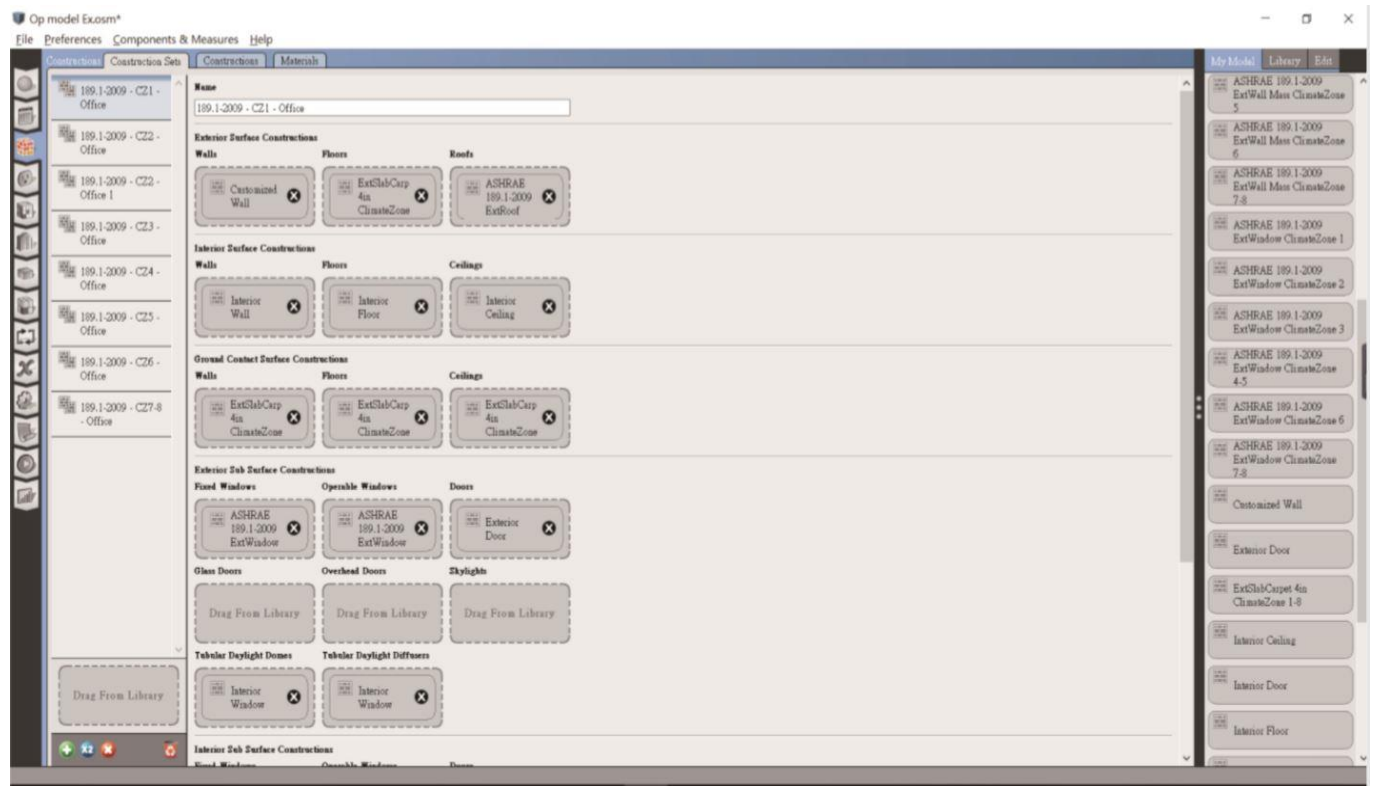 Op model Ex.osm*
File Preferences Components & Measures Help
Constructions Construction Sets Constructions Materials
My Model Library Edit
189.1-2009 - CZ1 -
Office
189.1-2009 - CZ2 -
Office
189.1-2009 - CZ2 -
Office 1
189.1-2009 - CZ3 -
Office
189.1-2009 - CZ4 -
Office
189.1-2009 - CZ5 -
Office
189.1-2009 - CZ6 -
Office
189.1-2009 - CZ7-8
- Office
Drag From Library
Name
189.1-2009 - CZ1 - Office
Exterior Surface Constructions
Walls Floors Roofs
Customized
Wall
ExtSlabCarp
4in
ClimateZone
ASHRAE
189.1-2009
ExtRoof
Interior Surface Constructions
Walls Floors Ceilings
Interior
Wall
Interior
Floor
Interior
Ceiling
Ground Contact Surface Constructions
Walls Floors Ceilings
ExtSlabCarp
4in
ClimateZone
ExtSlabCarp
4in
ClimateZone
ExtSlabCarp
4in
ClimateZone
Exterior Sub Surface Constructions
Fixed Windows Operable Windows Doors
ASHRAE
189.1-2009
ExtWindow
ASHRAE
189.1-2009
ExtWindow
Exterior
Door
Glass Doors Overhead Doors Skylights
Drag From Library Drag From Library Drag From Library
Tubular Daylight Domes Tubular Daylight Diffusers
Interior
Window
Interior
Window
Interior Sub Surface Constructions
Fixed Windows Operable Windows Doors
ASHRAE 189.1-2009
ExtWall Mass ClimateZone
5
ASHRAE 189.1-2009
ExtWall Mass ClimateZone
6
ASHRAE 189.1-2009
ExtWall Mass ClimateZone
7-8
ASHRAE 189.1-2009
ExtWindow ClimateZone 1
ASHRAE 189.1-2009
ExtWindow ClimateZone 2
ASHRAE 189.1-2009
ExtWindow ClimateZone 3
ASHRAE 189.1-2009
ExtWindow ClimateZone
4-5
ASHRAE 189.1-2009
ExtWindow ClimateZone 6
ASHRAE 189.1-2009
ExtWindow ClimateZone
7-8
Customized Wall
Exterior Door
ExtSlabCarpet 4in
ClimateZone 1-8
Interior Ceiling
Interior Door
Interior Floor